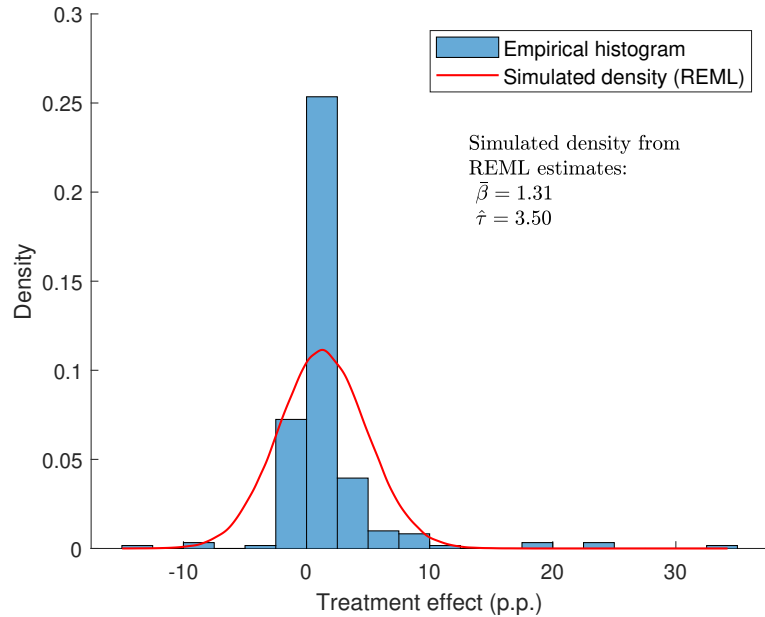 0.3
0.25
0.2
0.15
0.1
0.05
0
Density
-10
0
10
20
30
Treatment effect (p.p.)
Empirical histogram
Simulated density (REML)
Simulated density from
REML estimates:
β̄ = 1.31
τ̂ = 3.50